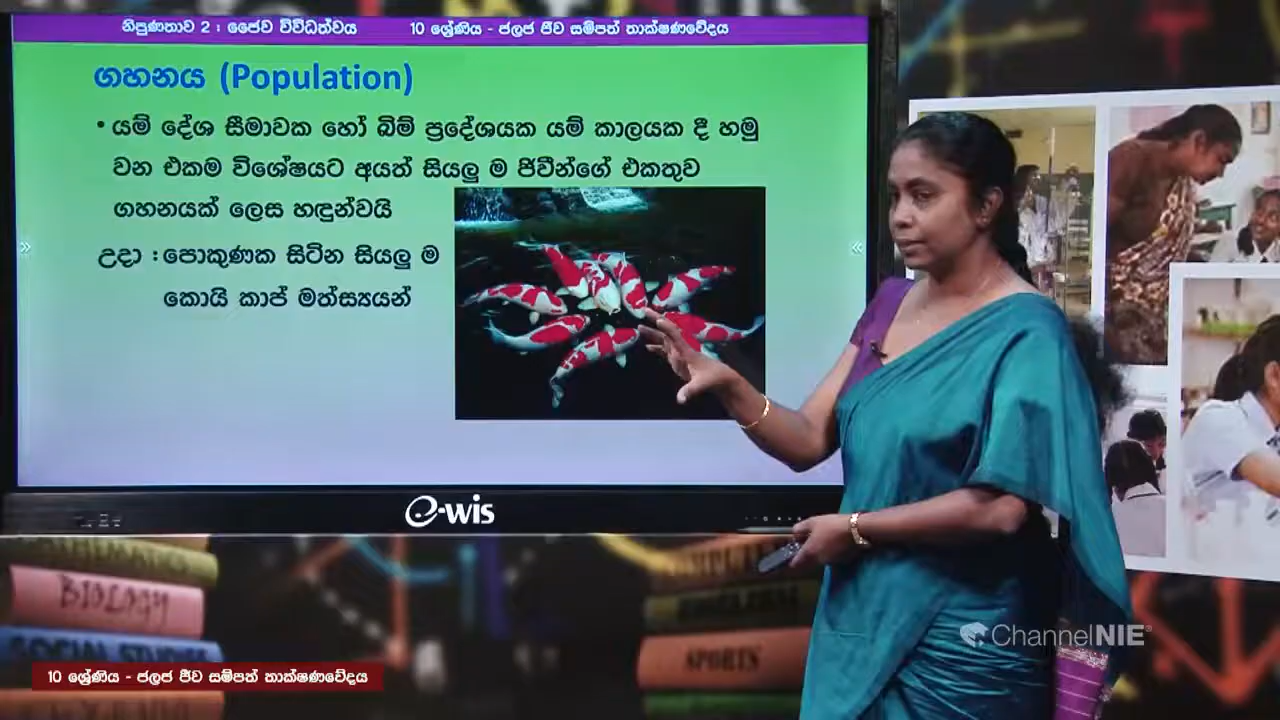 නිපුණතාව 2 : ජෛව විවිධත්වය 10 ශ්‍රේණිය - ජලජ ජීව සම්පත් තාක්ෂණවේදය
ගහනය (Population)
• යම් දේශ සීමාවක හෝ බිම් ප්‍රදේශයක යම් කාලයක දී හමු
වන එකම විශේෂයට අයත් සියලු ම ජීවීන්ගේ එකතුව
ගහනයක් ලෙස හඳුන්වයි
උදා : පොකුණක සිටින සියලු ම
කොයි කාප් මත්ස්‍යයන්
e-wis
MATHEMATICS
BIOLOGY
SOCIAL STUDIES
SPORTS
ChannelNIE
10 ශ්‍රේණිය - ජලජ ජීව සම්පත් තාක්ෂණවේදය